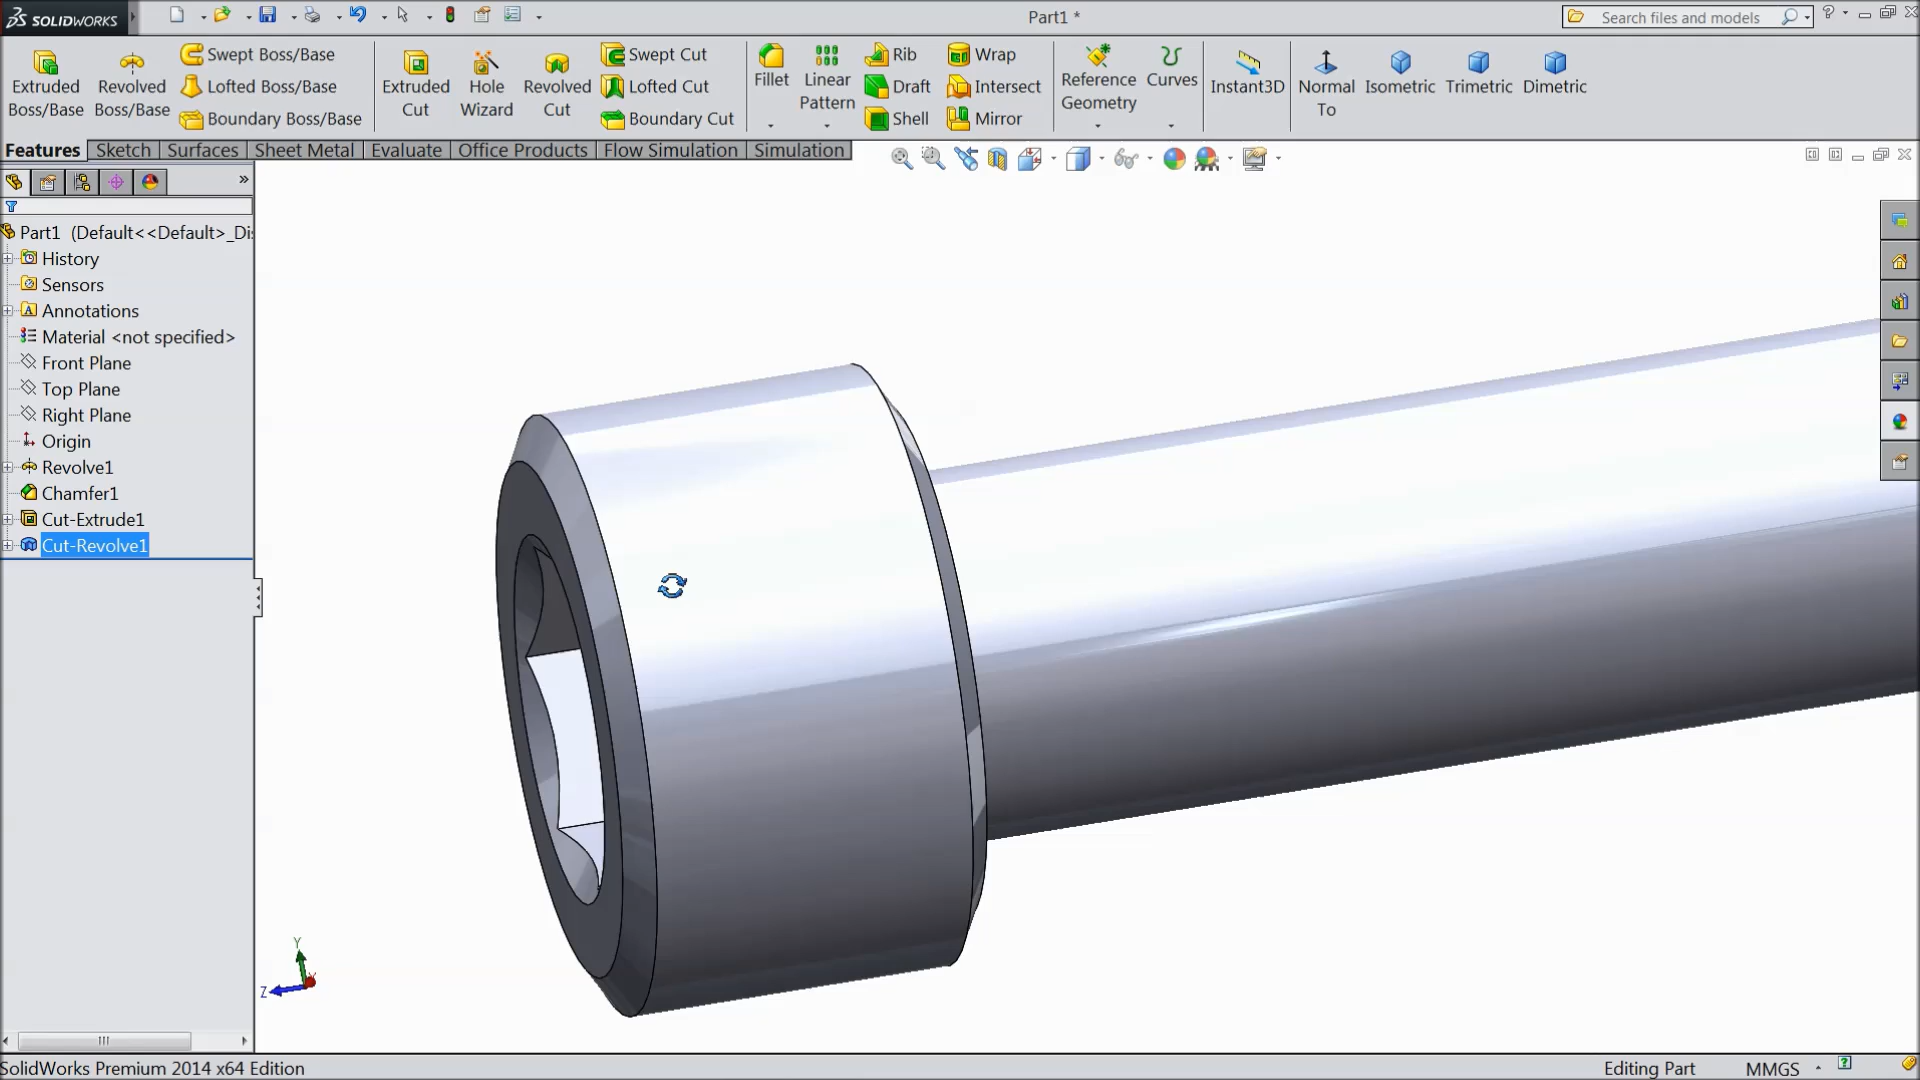 SOLIDWORKS
Part1 *
Search files and models
Extruded Boss/Base
Revolved Boss/Base
Swept Boss/Base
Lofted Boss/Base
Boundary Boss/Base
Extruded Cut
Hole Wizard
Revolved Cut
Swept Cut
Lofted Cut
Boundary Cut
Fillet
Linear Pattern
Rib
Draft
Shell
Wrap
Intersect
Mirror
Reference Geometry
Curves
Instant3D
Normal To
Isometric
Trimetric
Dimetric
Features
Sketch
Surfaces
Sheet Metal
Evaluate
Office Products
Flow Simulation
Simulation
Part1 (Default<<Default>_Di
History
Sensors
Annotations
Material <not specified>
Front Plane
Top Plane
Right Plane
Origin
Revolve1
Chamfer1
Cut-Extrude1
Cut-Revolve1
Y
Z
SolidWorks Premium 2014 x64 Edition
Editing Part
MMGS